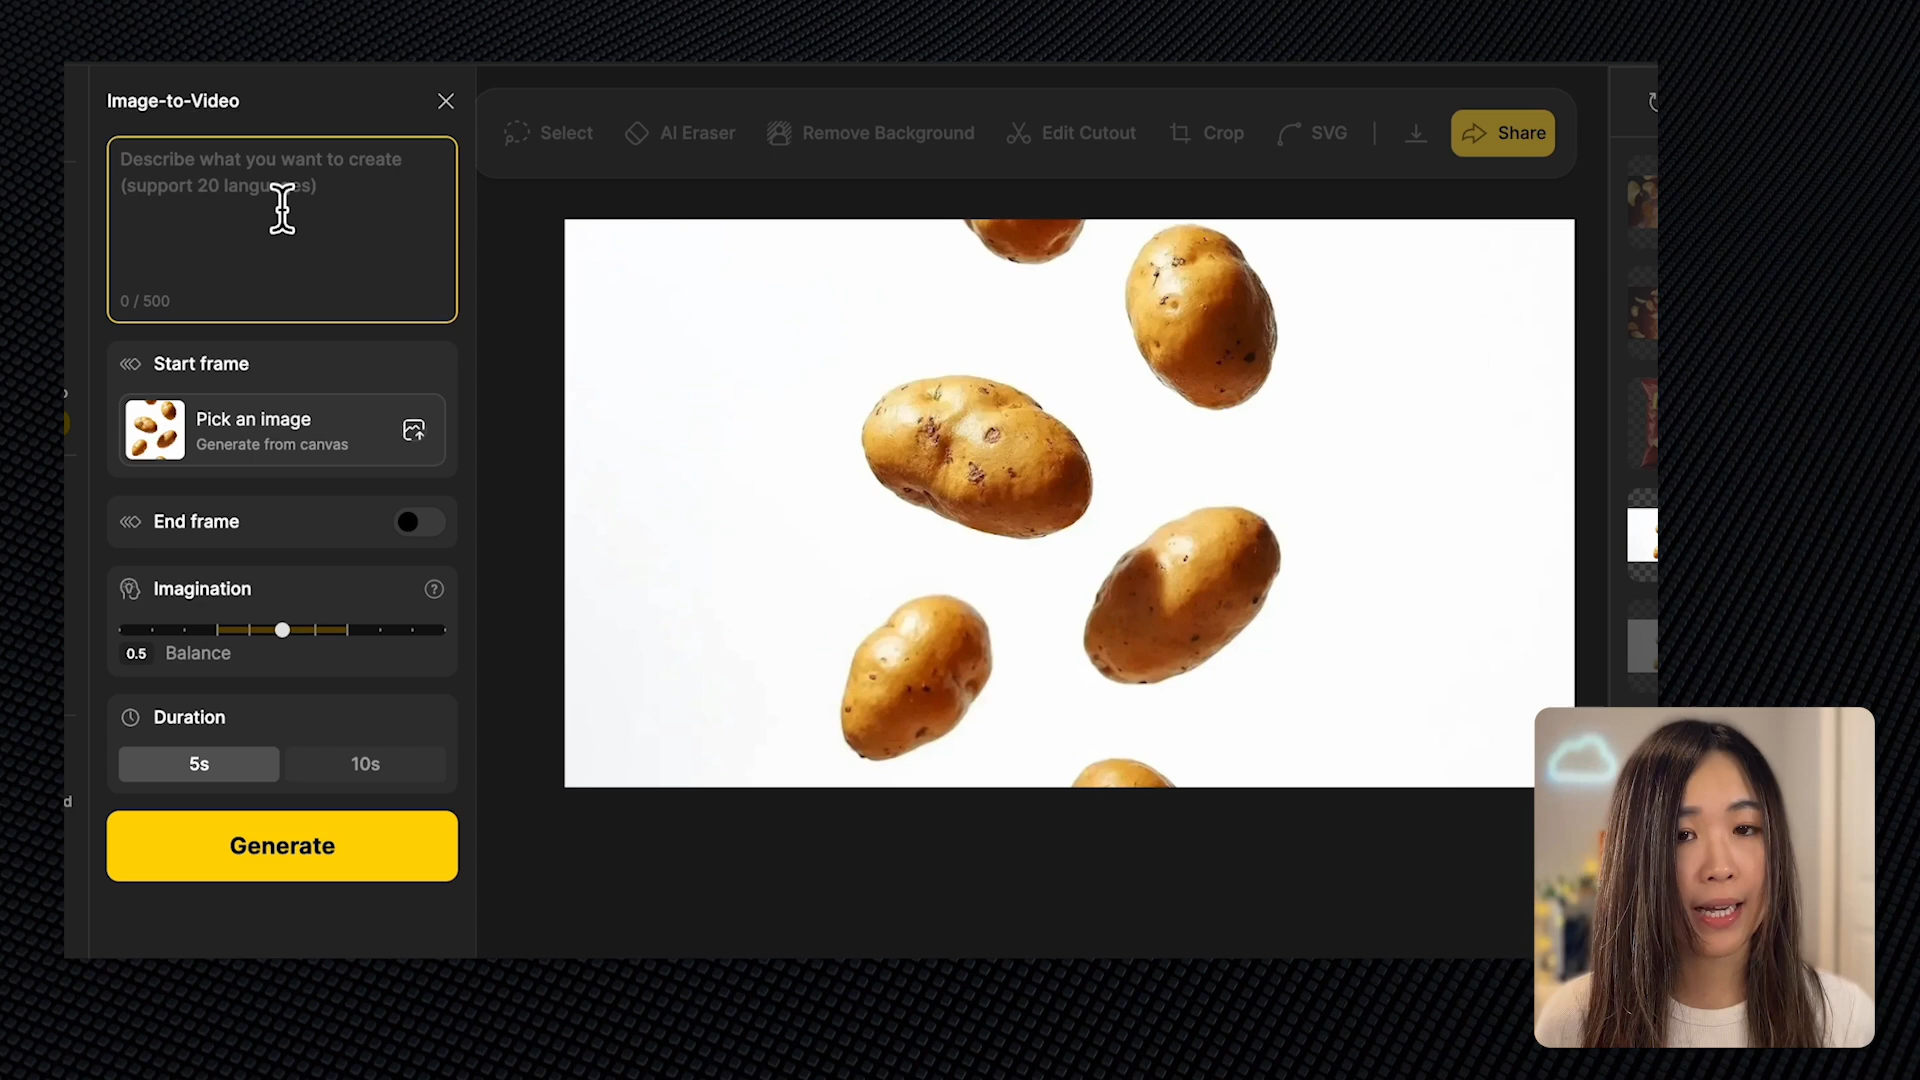 Image-to-Video
Describe what you want to create
(support 20 languages)
0 / 500
Start frame
Pick an image
Generate from canvas
End frame
Imagination
?
0.5 Balance
Duration
5s 10s
Generate
Select AI Eraser Remove Background Edit Cutout Crop SVG Share
d